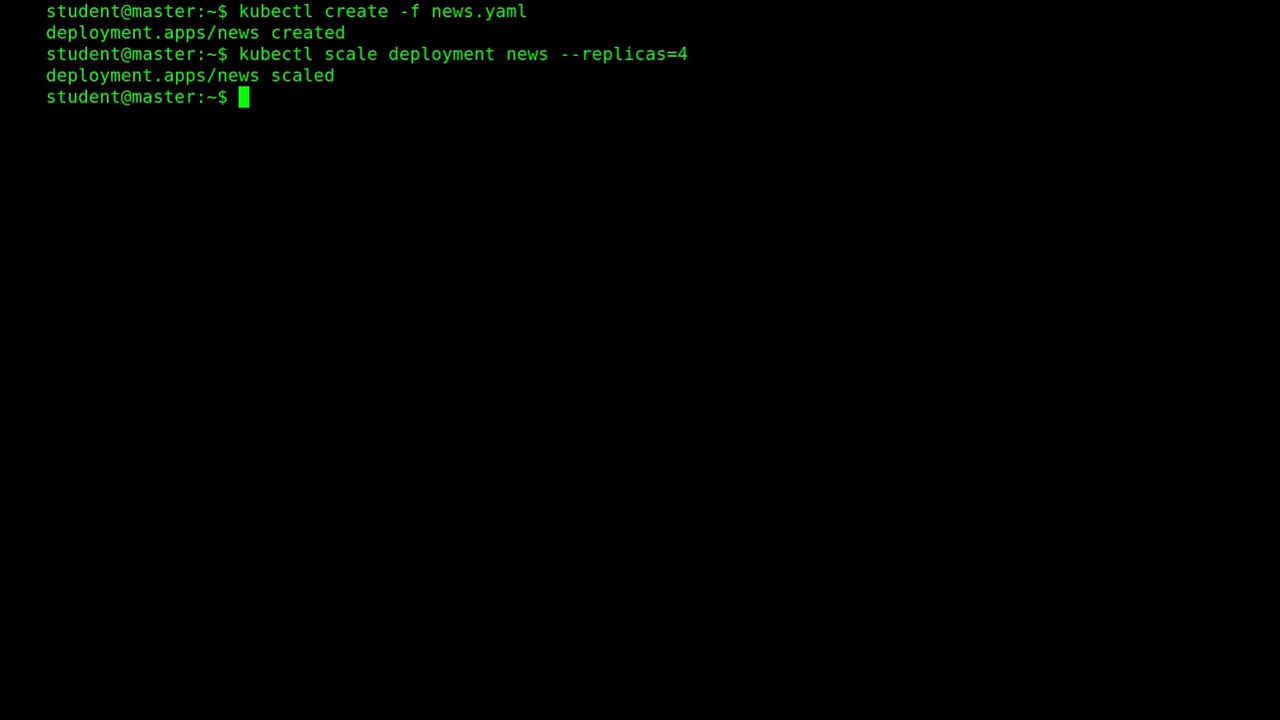 student@master:~$ kubectl create -f news.yaml
deployment.apps/news created
student@master:~$ kubectl scale deployment news --replicas=4
deployment.apps/news scaled
student@master:~$